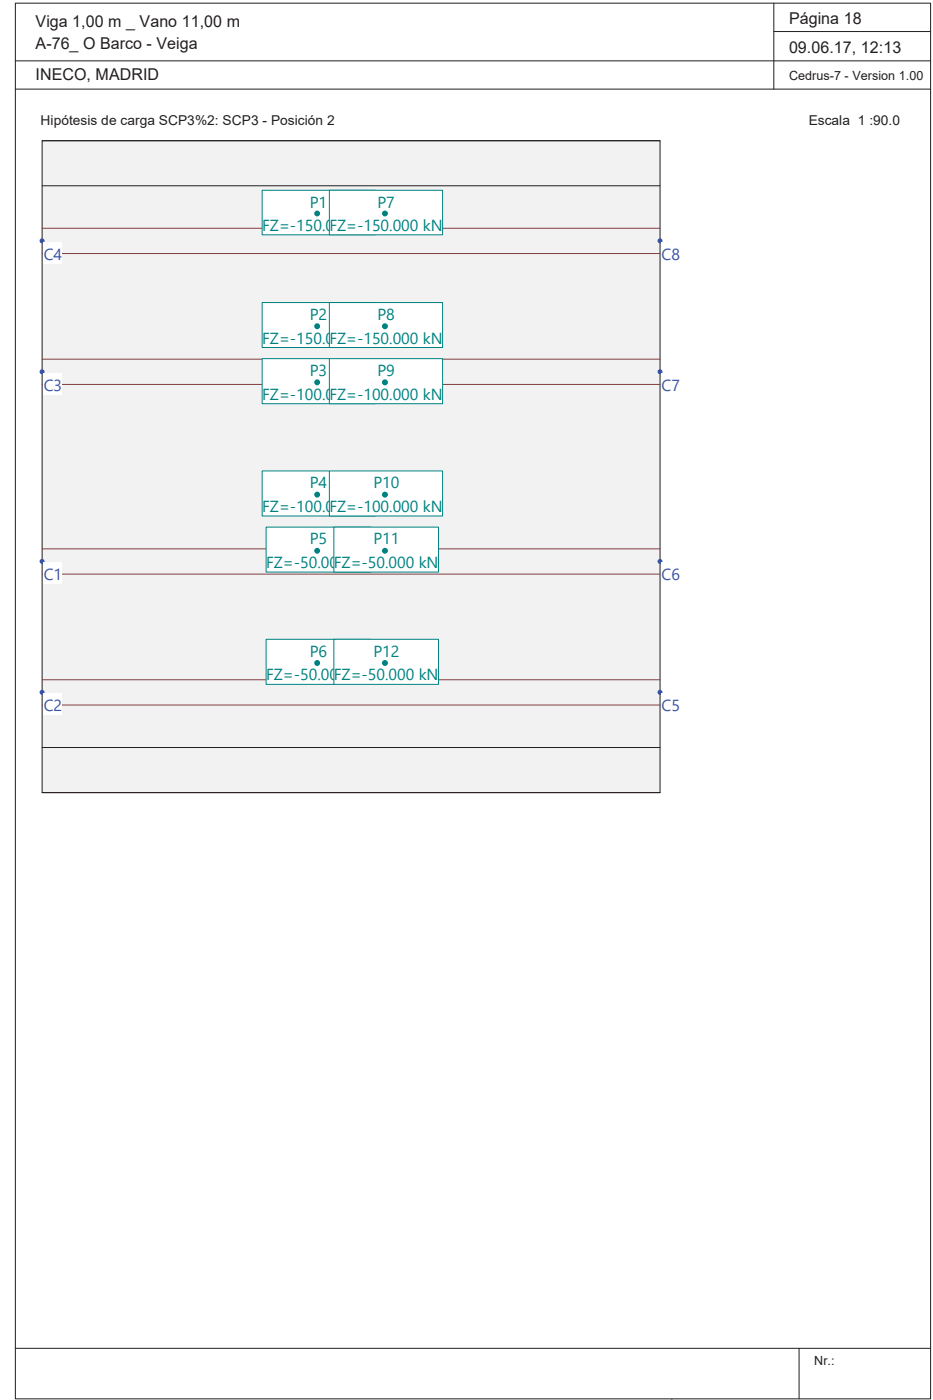 Viga 1,00 m _ Vano 11,00 m
A-76_ O Barco - Veiga
Página 18
09.06.17, 12:13
INECO, MADRID
Cedrus-7 - Version 1.00
Hipótesis de carga SCP3%2: SCP3 - Posición 2
Escala 1 :90.0
P1 P7
FZ=-150.0 FZ=-150.000 kN
C4 C8
P2 P8
FZ=-150.0 FZ=-150.000 kN
P3 P9
C3 C7
FZ=-100.0 FZ=-100.000 kN
P4 P10
FZ=-100.0 FZ=-100.000 kN
P5 P11
FZ=-50.00 FZ=-50.000 kN
C1 C6
P6 P12
FZ=-50.00 FZ=-50.000 kN
C2 C5
Nr.: